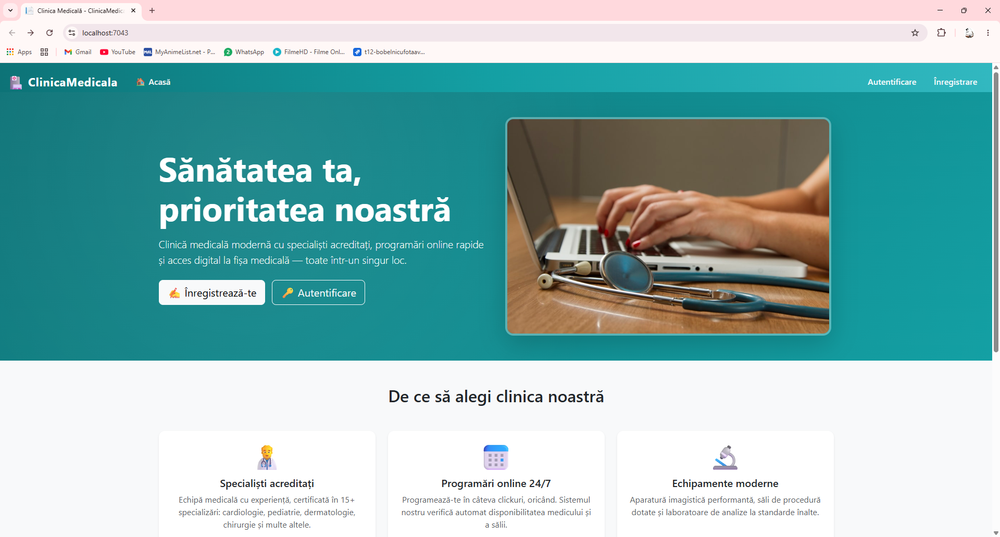 Clinica Medicală - ClinicaMedic
localhost:7043
Apps
Gmail
YouTube
MyAnimeList.net - P...
2 WhatsApp
FilmeHD - Filme Onl...
t12-bobelnicufotaav...
ClinicaMedicala
Acasă
Autentificare
Înregistrare
Sănătatea ta,
prioritatea noastră
Clinică medicală modernă cu specialiști acreditați, programări online rapide
și acces digital la fișa medicală — toate într-un singur loc.
Înregistrează-te
Autentificare
De ce să alegi clinica noastră
Specialiști acreditați
Echipă medicală cu experiență, certificată în 15+
specializări: cardiologie, pediatrie, dermatologie,
chirurgie și multe altele.
Programări online 24/7
Programează-te în câteva clickuri, oricând. Sistemul
nostru verifică automat disponibilitatea medicului și
a sălii.
Echipamente moderne
Aparatură imagistică performantă, săli de procedură
dotate și laboratoare de analize la standarde înalte.